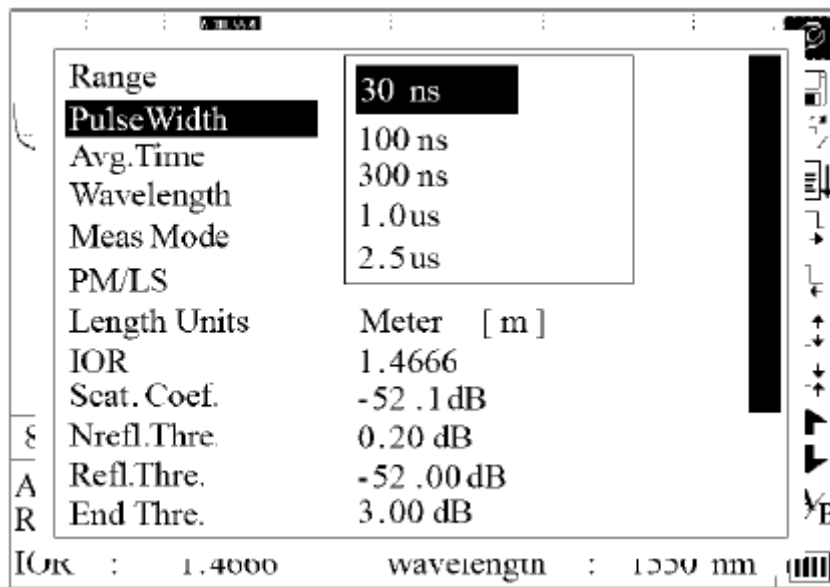 Range
30 ns
PulseWidth
100 ns
Avg.Time
300 ns
Wavelength
1.0us
Meas Mode
2.5us
PM/LS
Length Units Meter [ m ]
IOR 1.4666
Scat. Coef. -52 .1dB
Nrefl.Thre. 0.20 dB
Refl.Thre. -52 .00dB
End Thre. 3.00 dB
8
A
R
IOR : 1.4666 wavelength : 1550 nm